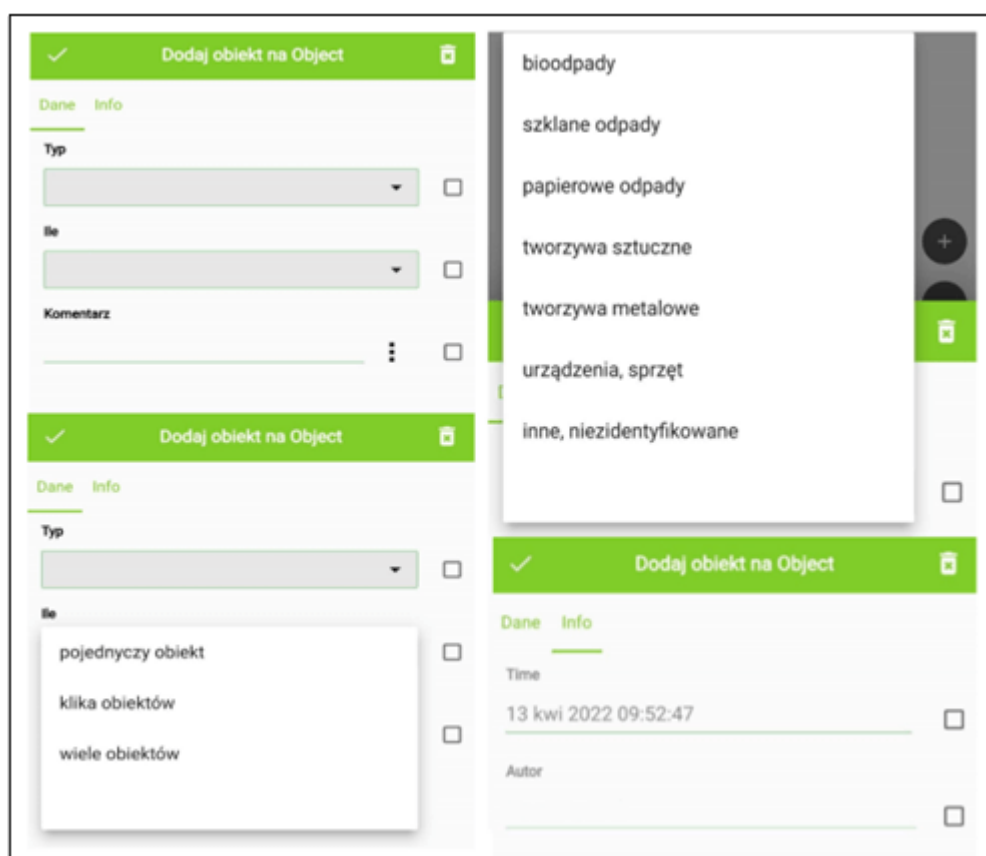 Dodaj obiekt na Object
Dane Info
Typ
Ile
Komentarz
Dodaj obiekt na Object
Dane Info
Typ
Ile
pojedynczy obiekt
klika obiektów
wiele obiektów
bioodpady
szklane odpady
papierowe odpady
tworzywa sztuczne
tworzywa metalowe
urządzenia, sprzęt
inne, niezidentyfikowane
Dodaj obiekt na Object
Dane Info
Time
13 kwi 2022 09:52:47
Autor